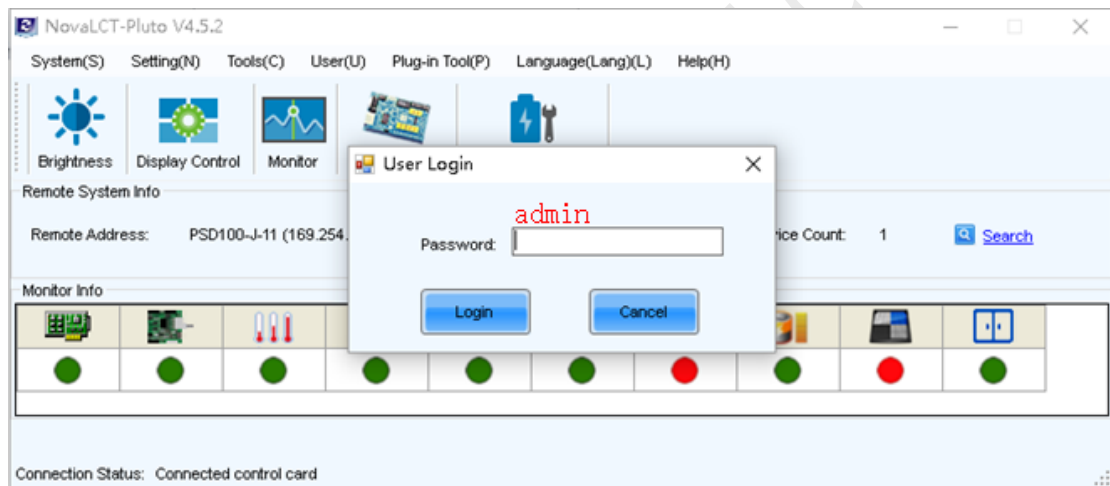 NovaLCT-Pluto V4.5.2
System(S) Setting(N) Tools(C) User(U) Plug-in Tool(P) Language(Lang)(L) Help(H)
Brightness Display Control Monitor
User Login
admin
Password:
Login Cancel
Remote System Info
Remote Address: PSD100-J-11 (169.254. ice Count: 1 Search
Monitor Info
Connection Status: Connected control card